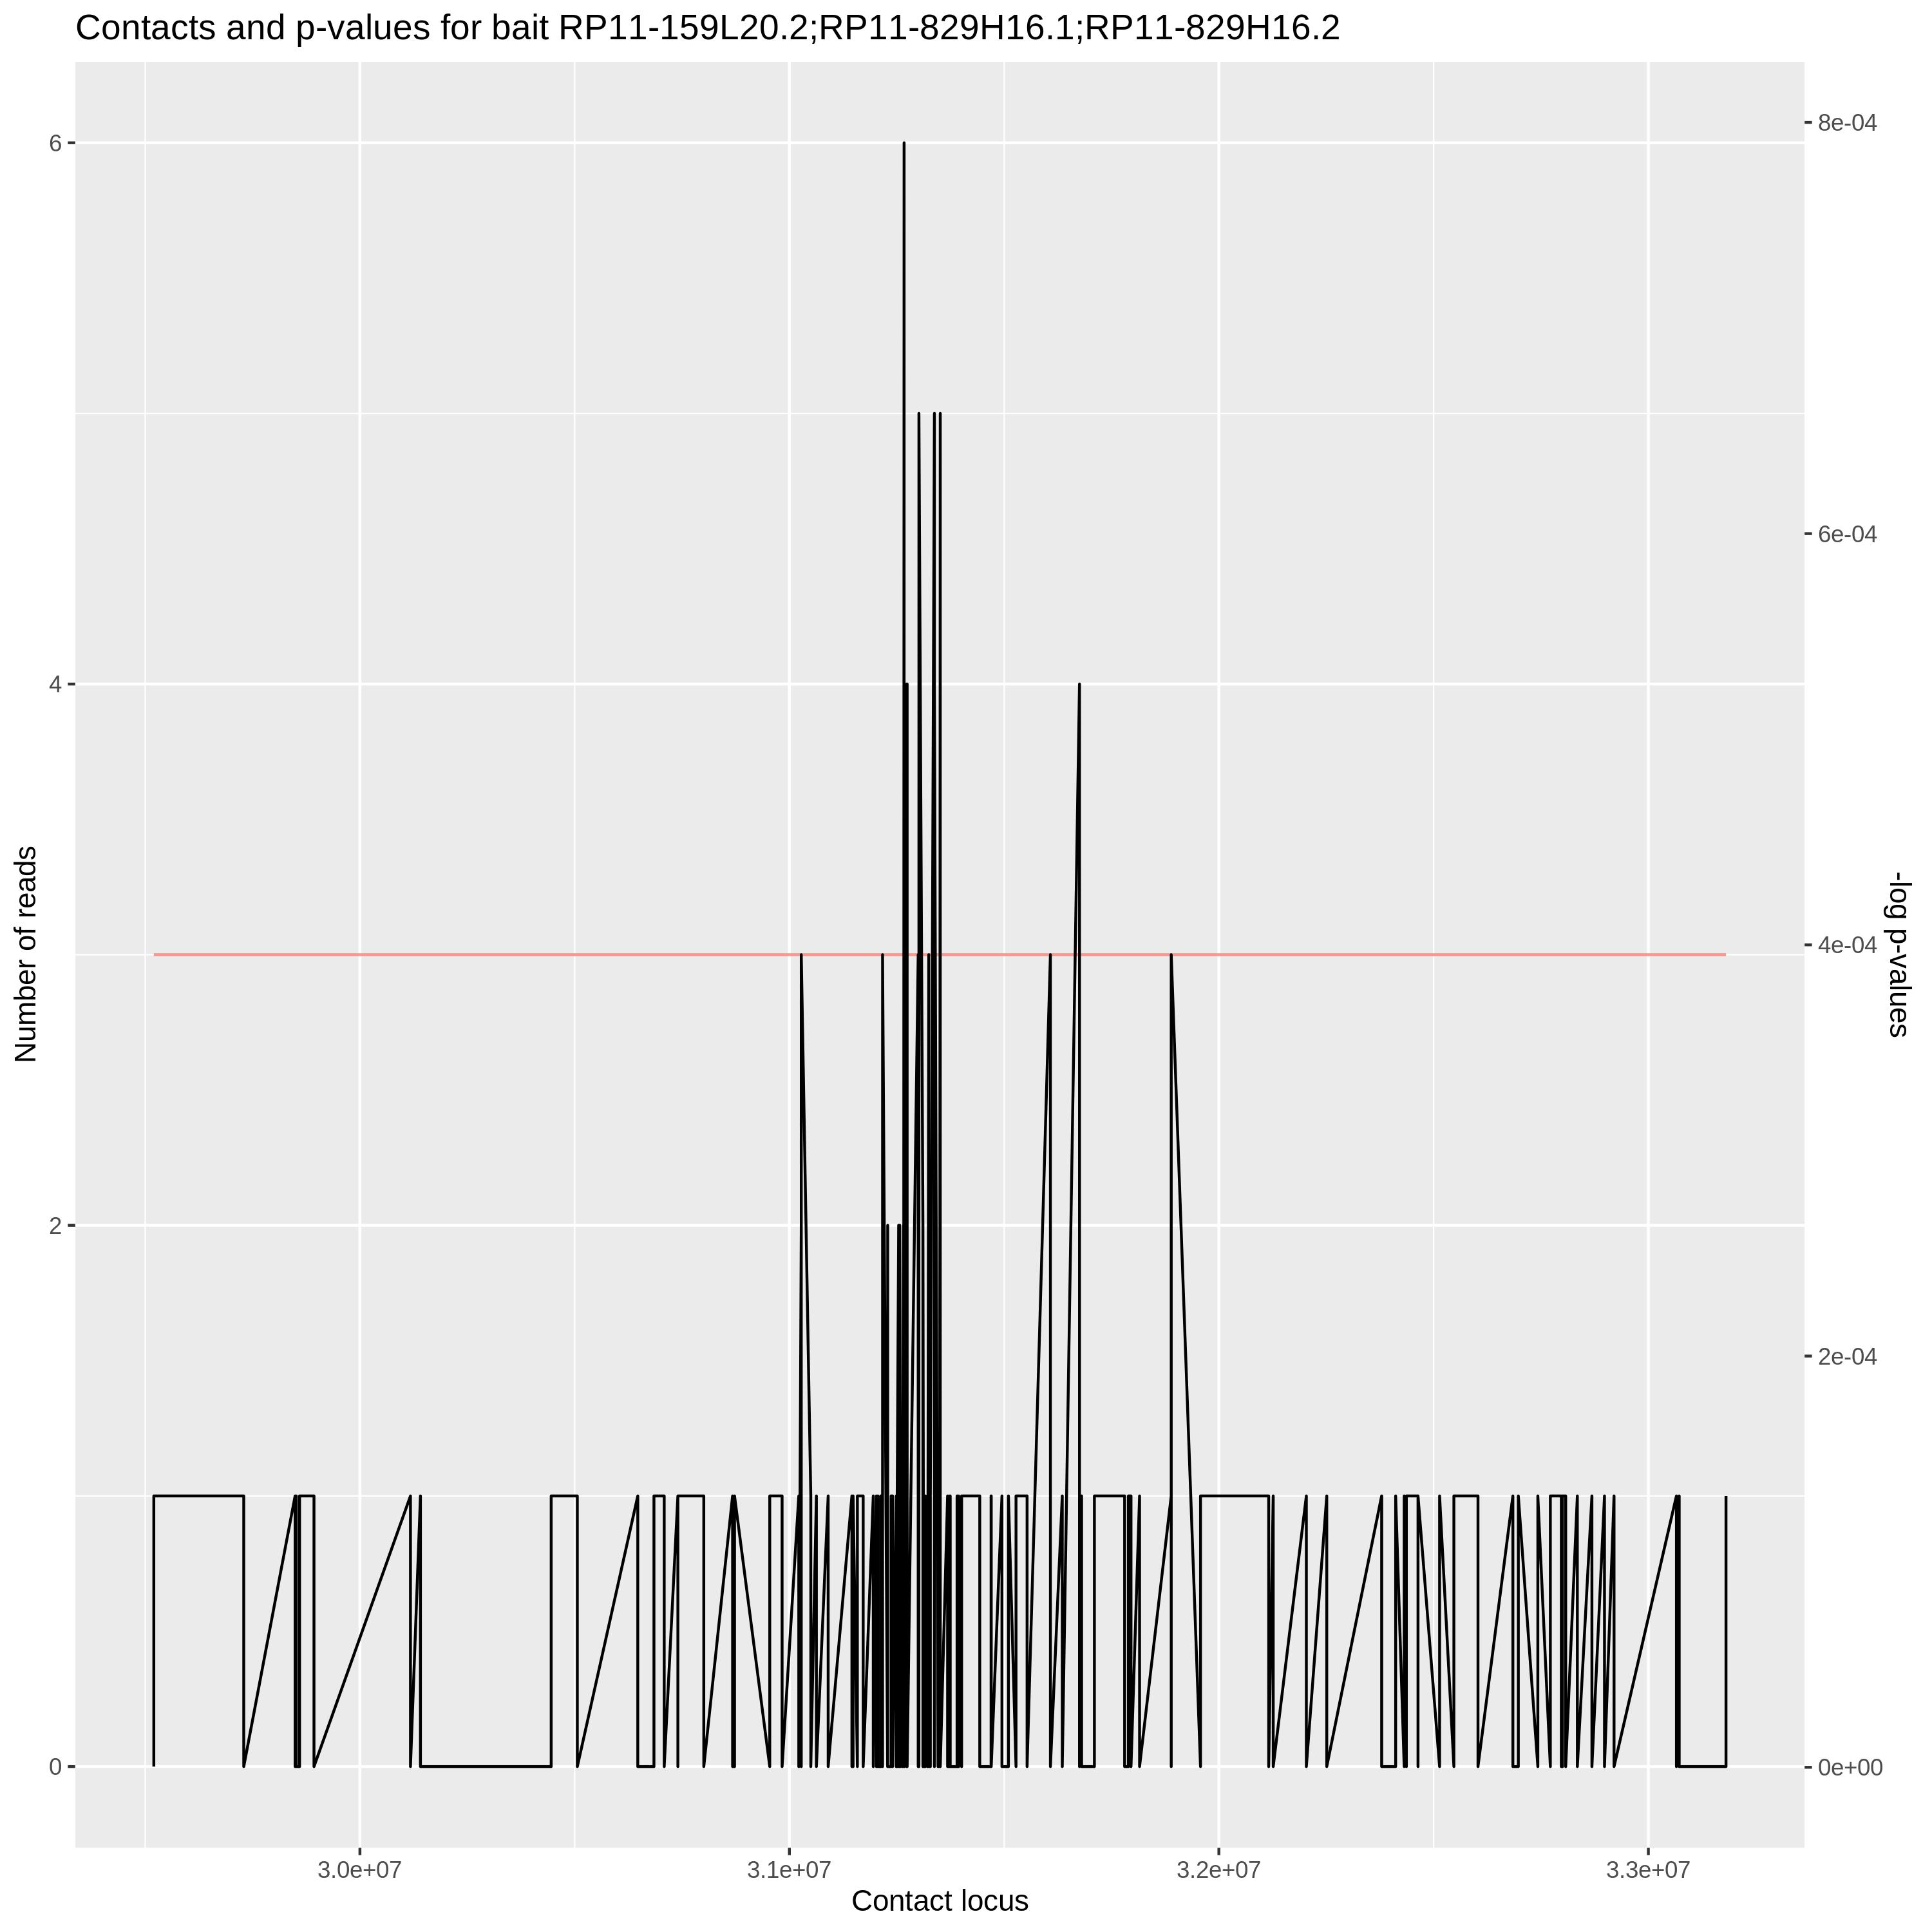 Contacts and p-values for bait RP11-159L20.2;RP11-829H16.1;RP11-829H16.2
Number of reads
6
4
2
0
8e-04
6e-04
4e-04
2e-04
0e+00
-log p-values
3.0e+07
3.1e+07
3.2e+07
3.3e+07
Contact locus